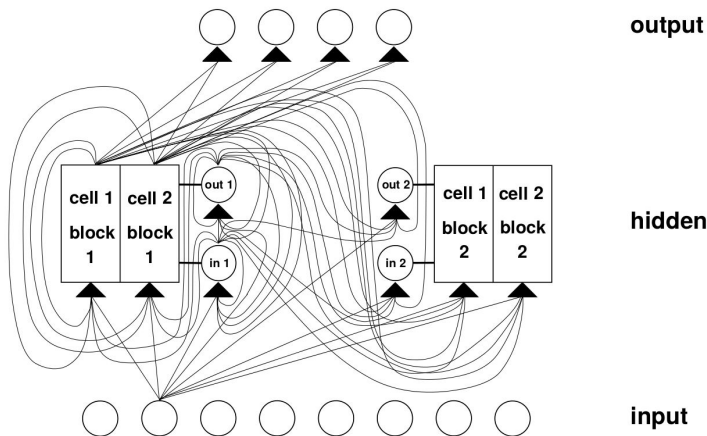 output
cell 1
block
1
cell 2
block
1
out 1
in 1
out 2
in 2
cell 1
block
2
cell 2
block
2
hidden
input